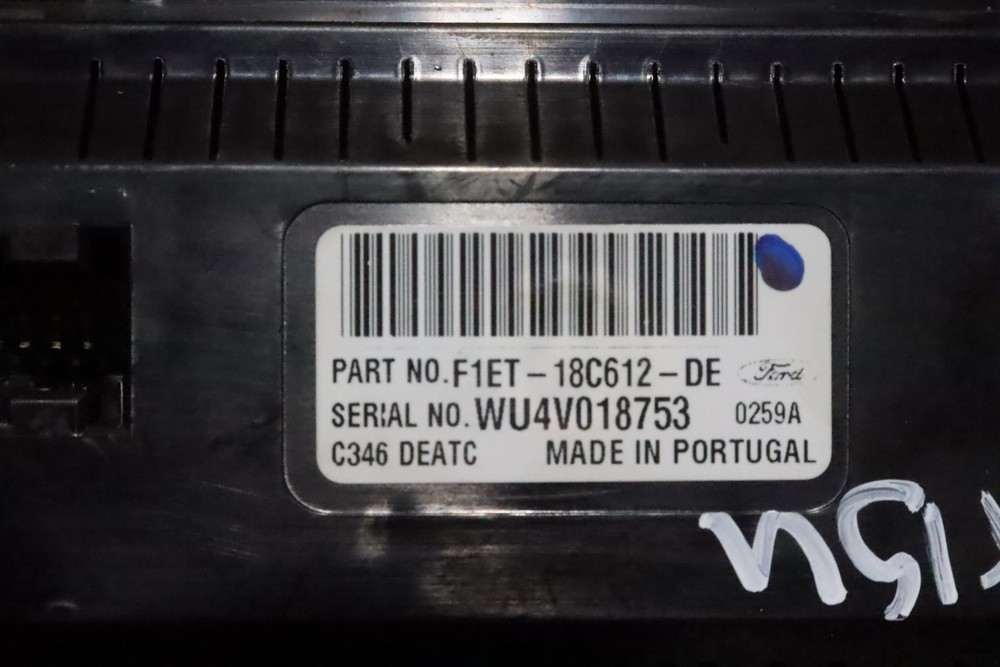 PART NO. F1ET-18C612-DE Ford
SERIAL NO. WU4V018753 0259A
C346 DEATC MADE IN PORTUGAL